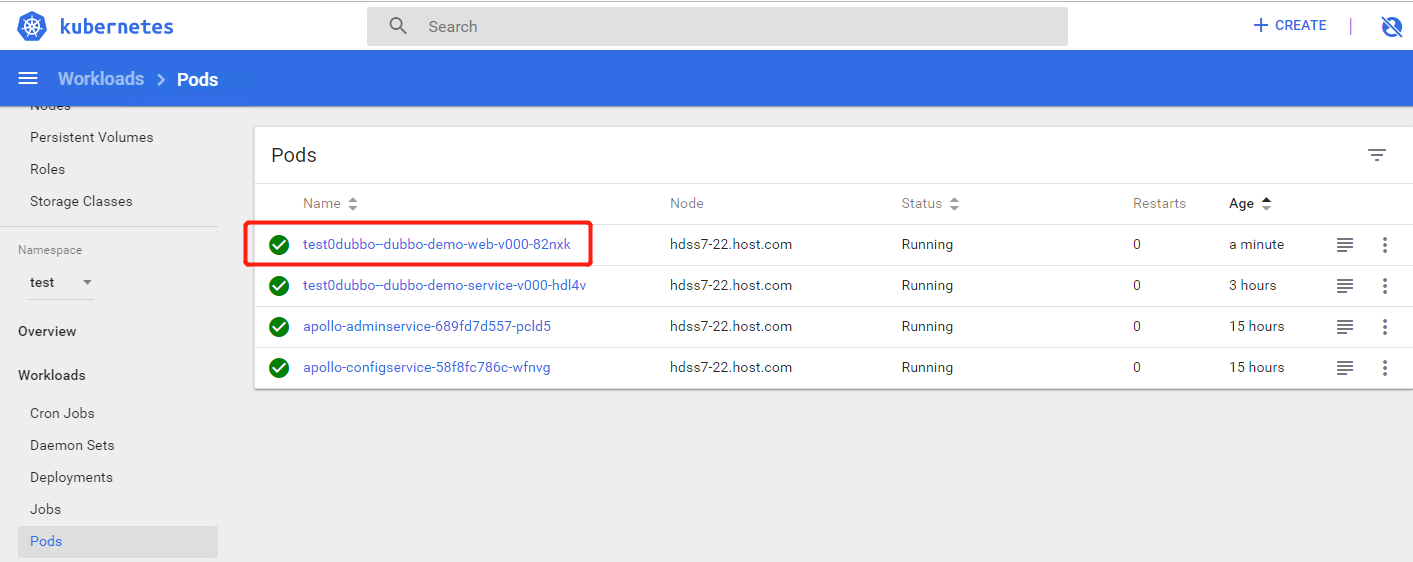 kubernetes
Search
+ CREATE |
Workloads > Pods
Nodes
Persistent Volumes
Roles
Storage Classes
Namespace
test
Overview
Workloads
Cron Jobs
Daemon Sets
Deployments
Jobs
Pods
Pods
Name Node Status Restarts Age
test0dubbo--dubbo-demo-web-v000-82nxk hdss7-22.host.com Running 0 a minute
test0dubbo--dubbo-demo-service-v000-hdl4v hdss7-22.host.com Running 0 3 hours
apollo-adminservice-689fd7d557-pcld5 hdss7-22.host.com Running 0 15 hours
apollo-configservice-58f8fc786c-wfnvg hdss7-22.host.com Running 0 15 hours